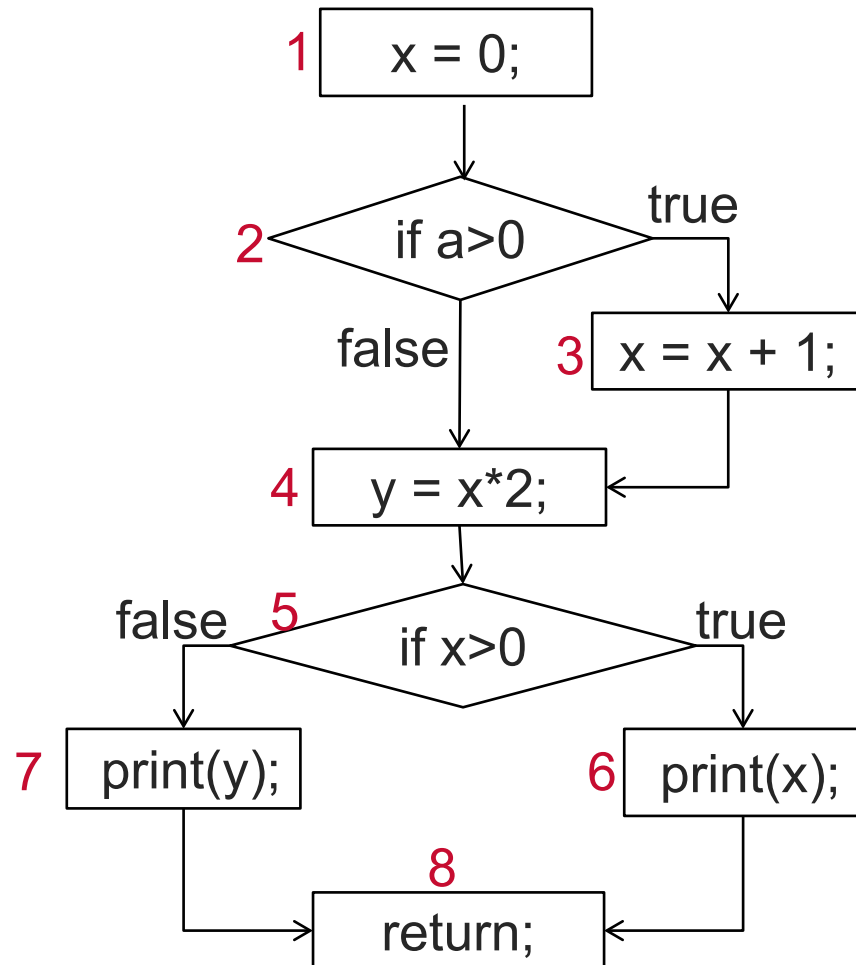 1
x = 0;
true
2
if a>0
false
3
x = x + 1;
4
y = x*2;
false
5
true
if x>0
7
print(y);
6
print(x);
8
return;